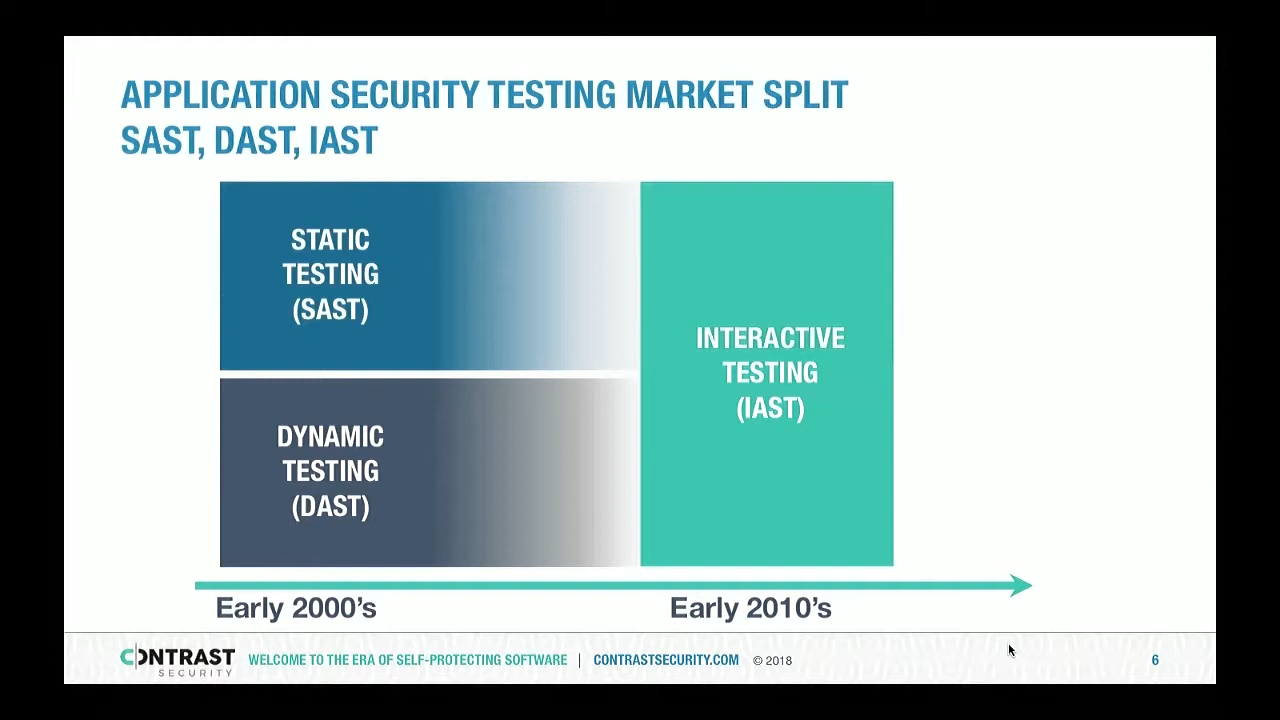 APPLICATION SECURITY TESTING MARKET SPLIT
SAST, DAST, IAST
STATIC
TESTING
(SAST)
DYNAMIC
TESTING
(DAST)
INTERACTIVE
TESTING
(IAST)
Early 2000's
Early 2010's
CONTRAST
SECURITY
WELCOME TO THE ERA OF SELF-PROTECTING SOFTWARE | CONTRASTSECURITY.COM © 2018
6